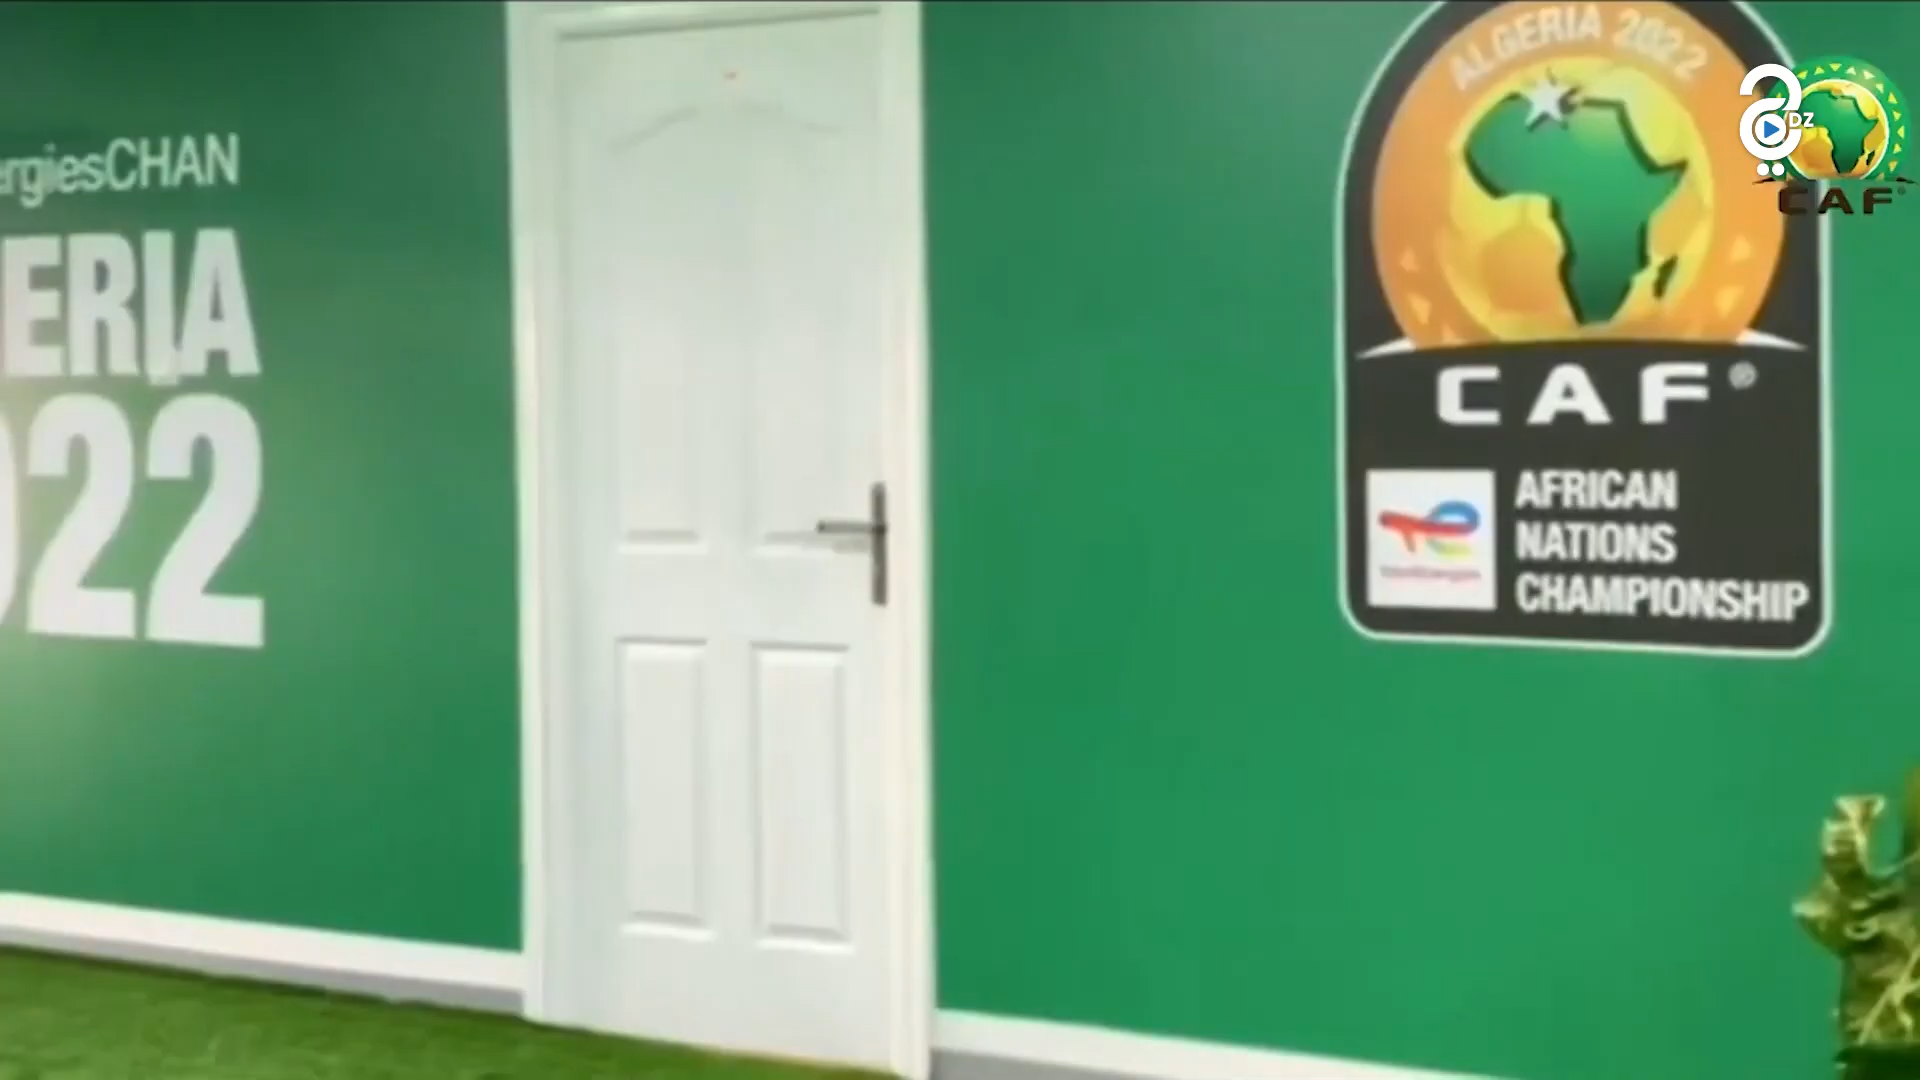 ergiesCHAN
ERIA
022
ALGERIA 2022
CAF®
AFRICAN
NATIONS
CHAMPIONSHIP
DZ
CAF